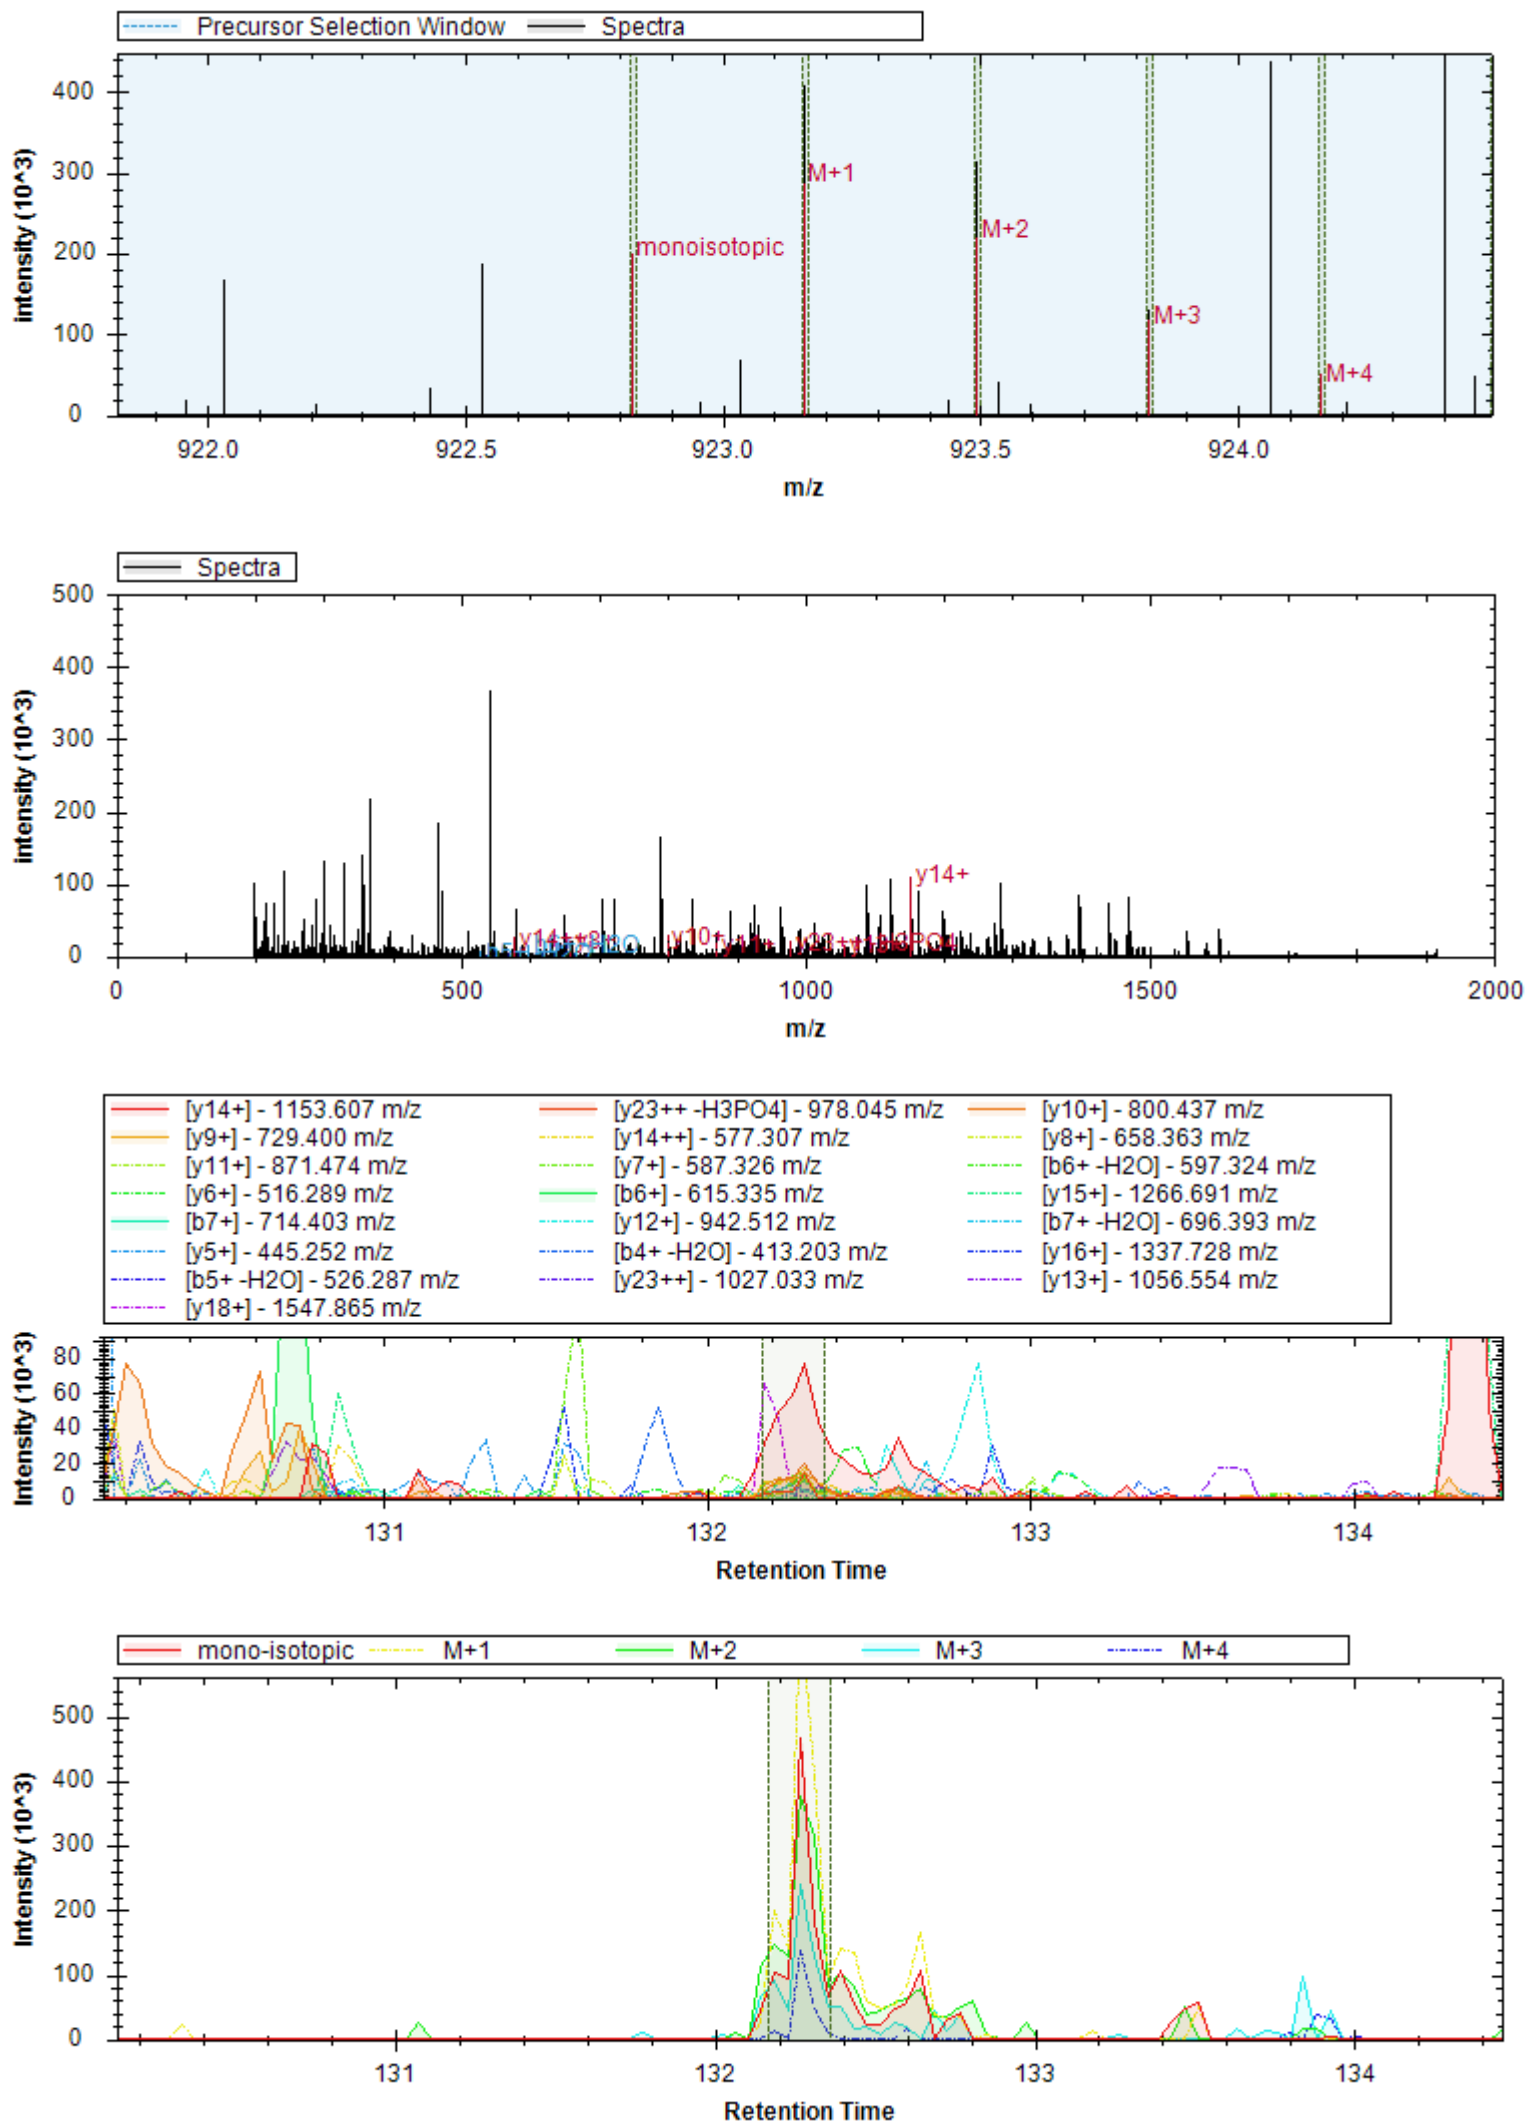 Precursor Selection Window Spectra
intensity (10^3)
400
300
200
100
0
monoisotopic
M+1
M+2
M+3
M+4
922.0 922.5 923.0 923.5 924.0
m/z
Spectra
intensity (10^3)
500
400
300
200
100
0
y14+
y10+
0 500 1000 1500 2000
m/z
[y14+] - 1153.607 m/z [y23++ -H3PO4] - 978.045 m/z [y10+] - 800.437 m/z
[y9+] - 729.400 m/z [y14++] - 577.307 m/z [y8+] - 658.363 m/z
[y11+] - 871.474 m/z [y7+] - 587.326 m/z [b6+ -H2O] - 597.324 m/z
[y6+] - 516.289 m/z [b6+] - 615.335 m/z [y15+] - 1266.691 m/z
[b7+] - 714.403 m/z [y12+] - 942.512 m/z [b7+ -H2O] - 696.393 m/z
[y5+] - 445.252 m/z [b4+ -H2O] - 413.203 m/z [y16+] - 1337.728 m/z
[b5+ -H2O] - 526.287 m/z [y23++] - 1027.033 m/z [y13+] - 1056.554 m/z
[y18+] - 1547.865 m/z
Intensity (10^3)
80
60
40
20
0
131 132 133 134
Retention Time
mono-isotopic M+1 M+2 M+3 M+4
Intensity (10^3)
500
400
300
200
100
0
131 132 133 134
Retention Time